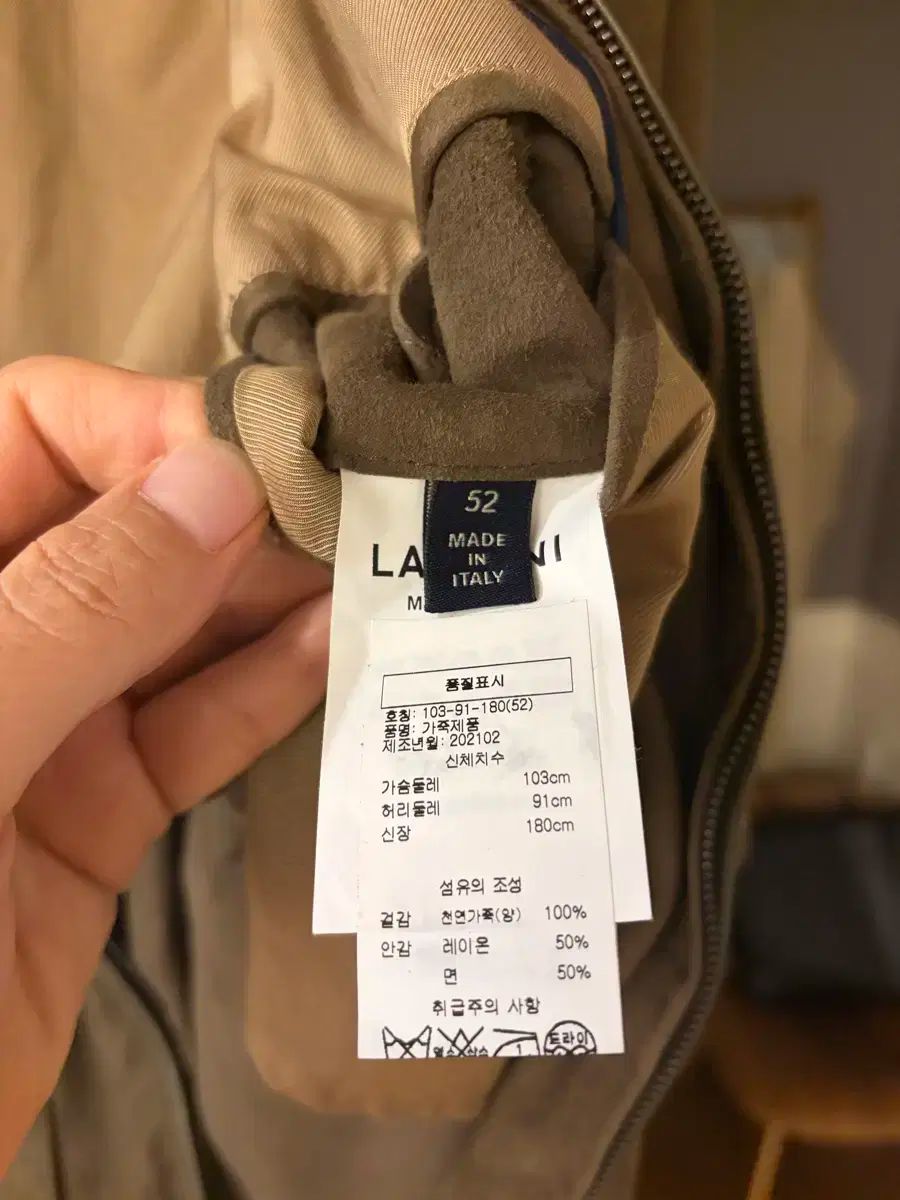 52
MADE
IN
ITALY
LA NI
M
품질표시
호칭: 103-91-180(52)
품명: 가죽제품
제조년월: 202102
신체치수
가슴둘레 103cm
허리둘레 91cm
신장 180cm
섬유의 조성
겉감 천연가죽(양) 100%
안감 레이온 50%
면 50%
취급주의 사항
드라이